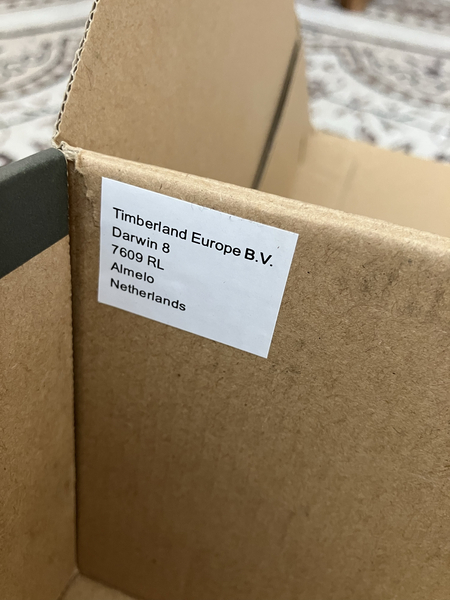 Timberland Europe B.V.
Darwin 8
7609 RL
Almelo
Netherlands